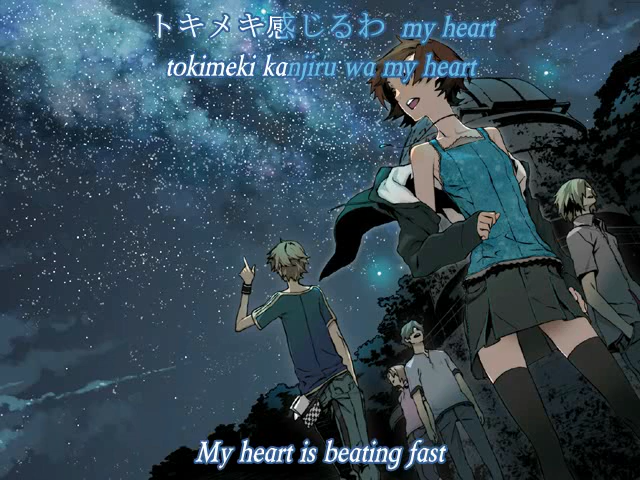 トキメキ感じるわ my heart
tokimeki kanjiru wa my heart
My heart is beating fast